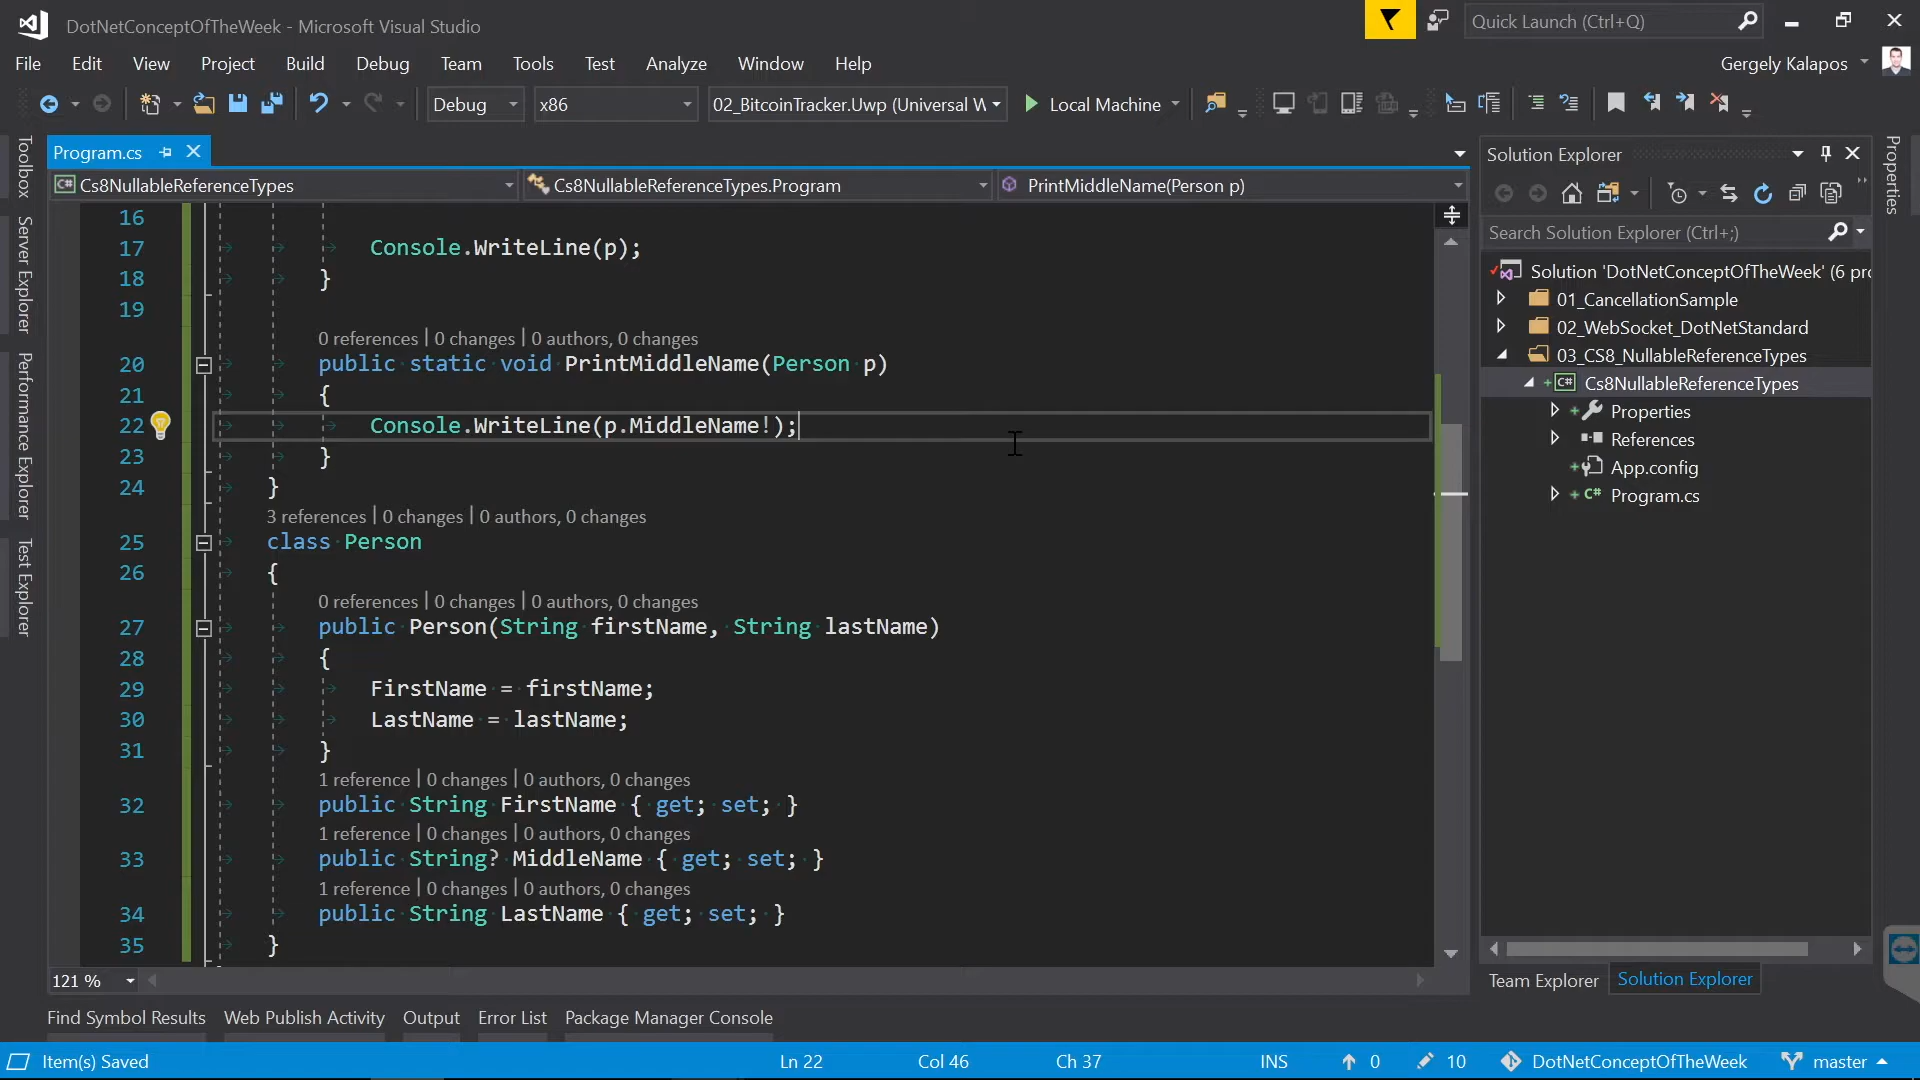 DotNetConceptOfTheWeek - Microsoft Visual Studio
Quick Launch (Ctrl+Q)
File Edit View Project Build Debug Team Tools Test Analyze Window Help
Gergely Kalapos
Debug x86 02_BitcoinTracker.Uwp (Universal W Local Machine
Toolbox
Server Explorer
Performance Explorer
Test Explorer
Program.cs
Cs8NullableReferenceTypes Cs8NullableReferenceTypes.Program PrintMiddleName(Person p)
16
17 Console.WriteLine(p);
18 }
19
0 references | 0 changes | 0 authors, 0 changes
20 public static void PrintMiddleName(Person p)
21 {
22 Console.WriteLine(p.MiddleName!);
23 }
24 }
3 references | 0 changes | 0 authors, 0 changes
25 class Person
26 {
0 references | 0 changes | 0 authors, 0 changes
27 public Person(String firstName, String lastName)
28 {
29 FirstName = firstName;
30 LastName = lastName;
31 }
1 reference | 0 changes | 0 authors, 0 changes
32 public String FirstName { get; set; }
1 reference | 0 changes | 0 authors, 0 changes
33 public String? MiddleName { get; set; }
1 reference | 0 changes | 0 authors, 0 changes
34 public String LastName { get; set; }
35 }
121 %
Solution Explorer
Search Solution Explorer (Ctrl+;)
Solution 'DotNetConceptOfTheWeek' (6 pro
01_CancellationSample
02_WebSocket_DotNetStandard
03_CS8_NullableReferenceTypes
C# Cs8NullableReferenceTypes
Properties
References
App.config
C# Program.cs
Team Explorer Solution Explorer
Properties
Find Symbol Results Web Publish Activity Output Error List Package Manager Console
Item(s) Saved Ln 22 Col 46 Ch 37 INS 0 10 DotNetConceptOfTheWeek master